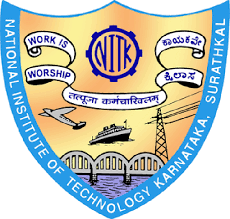 WORK IS
WORSHIP
NITK
ಕಾಯಕವೇ
ಕೈಲಾಸ
NATIONAL INSTITUTE OF TECHNOLOGY KARNATAKA, SURATHKAL